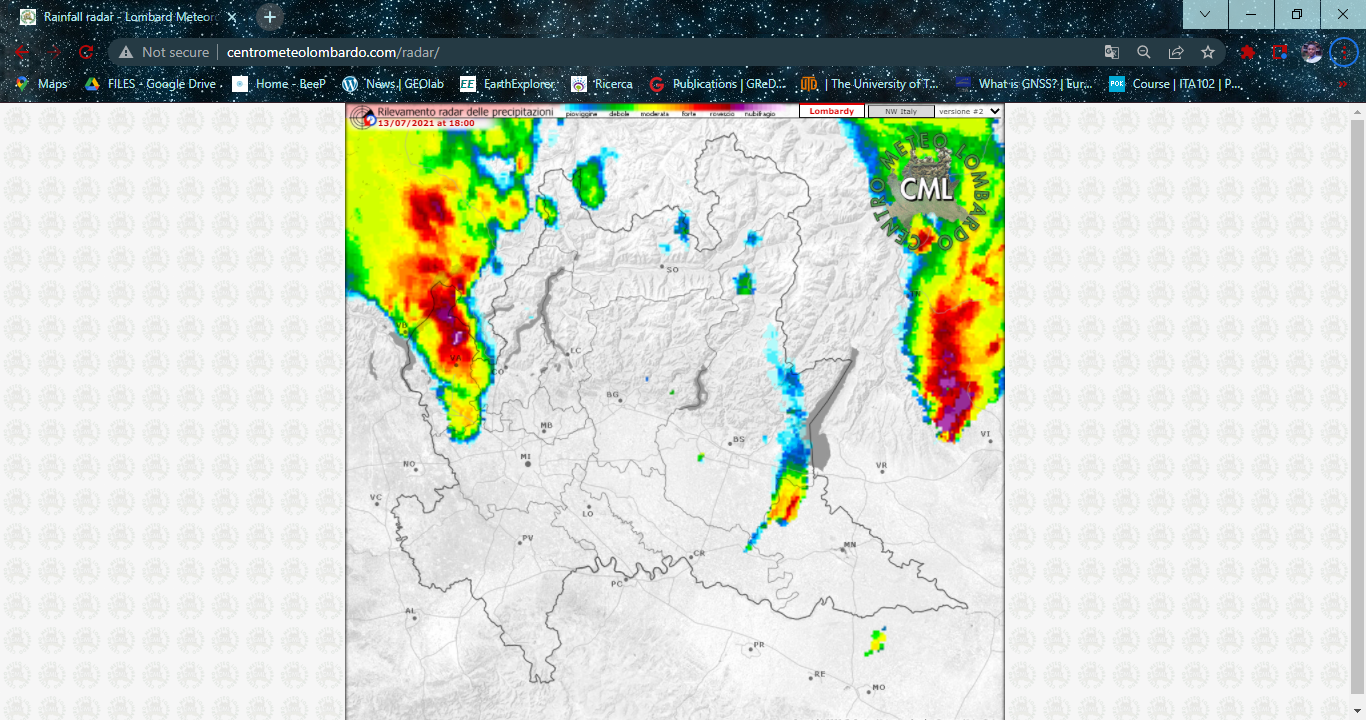 Rainfall radar - Lombard Meteor
Not secure | centrometeolombardo.com/radar/
Maps FILES - Google Drive Home - BeeP News | GEOlab EarthExplorer Ricerca Publications | GReD... | The University of T... What is GNSS? | Eur... Course | ITA102 | P...
Rilevamento radar delle precipitazioni
pioviggine debole moderata forte rovescio nubifragio
Lombardy NW Italy versione #2
13/07/2021 at 18:00
CENTRO METEO LOMBARDO
CML
SO
TN
VB
LC
VA
CO
BG
MB
VI
BS
MI
NO
VR
VC
LO
PV
MN
CR
PC
AL
PR
RE
MO